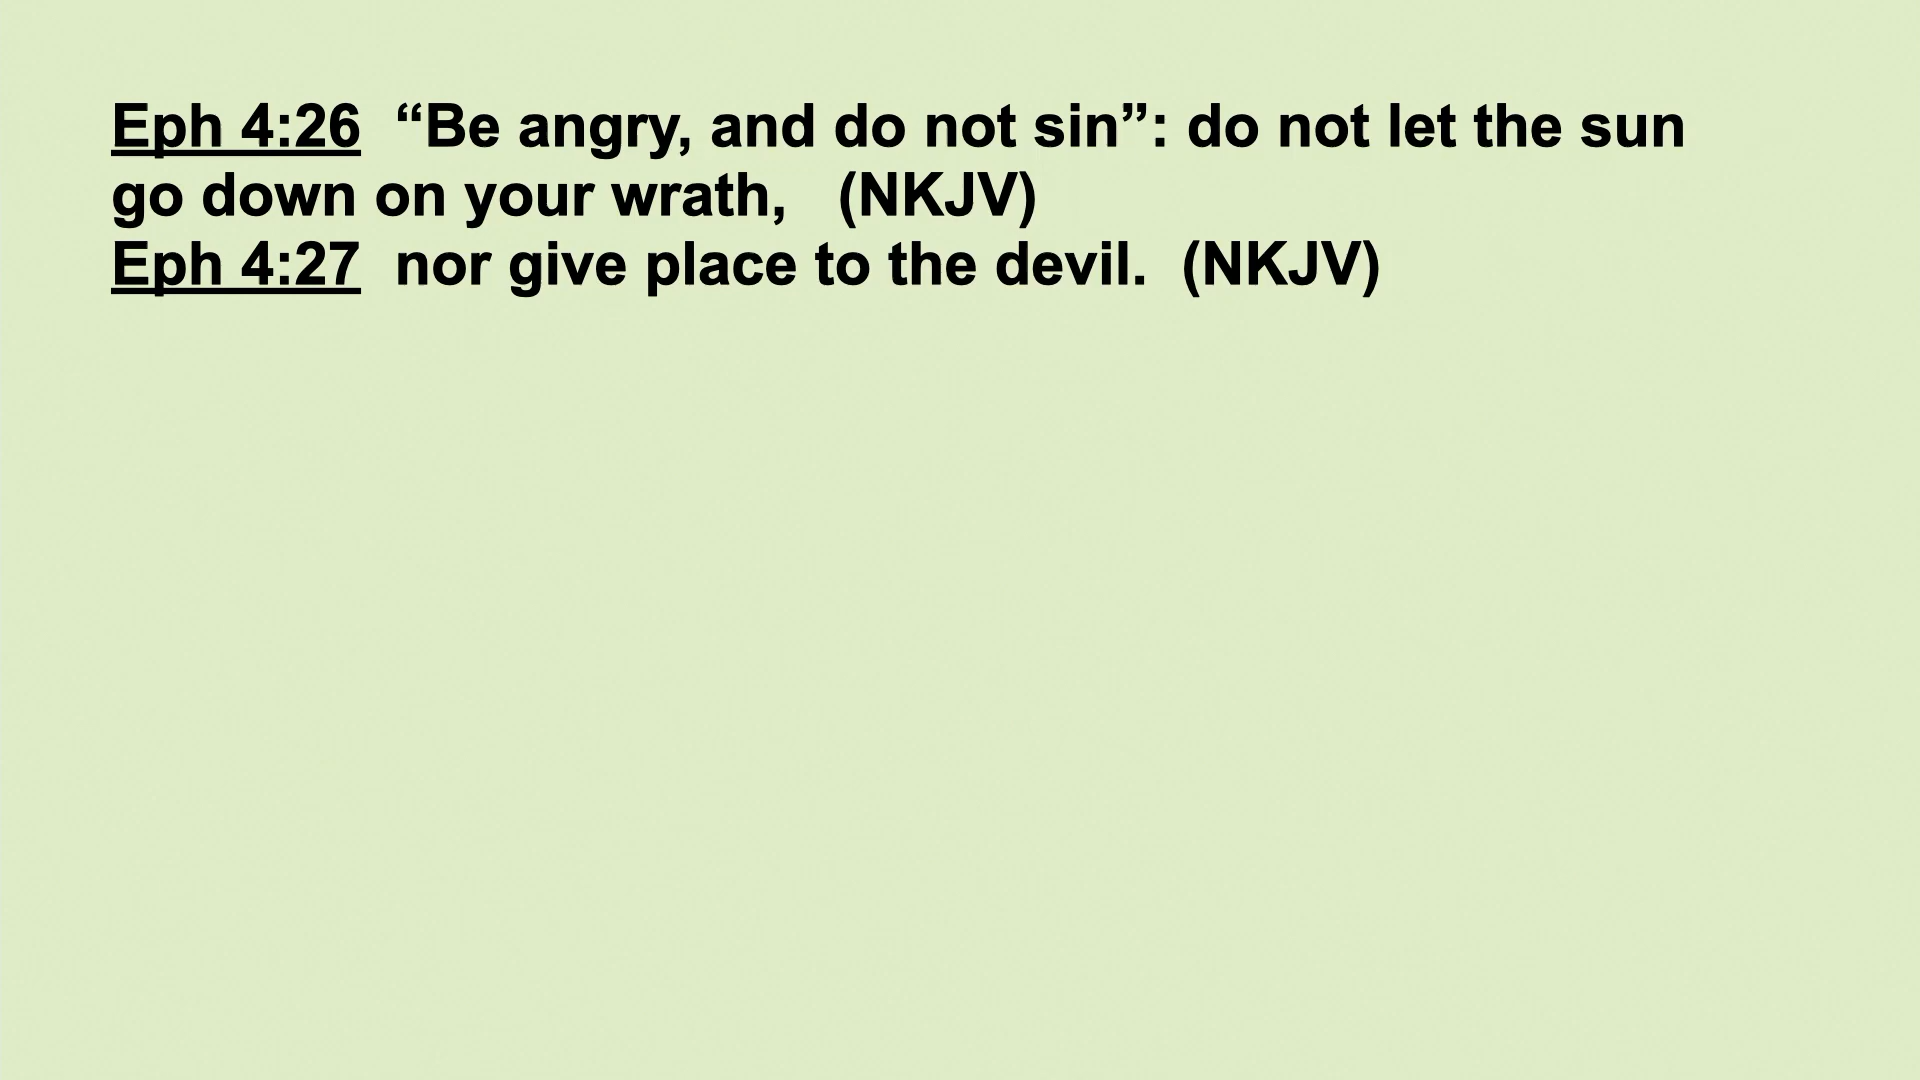 Eph 4:26  “Be angry, and do not sin”: do not let the sun
go down on your wrath,   (NKJV)
Eph 4:27  nor give place to the devil.  (NKJV)